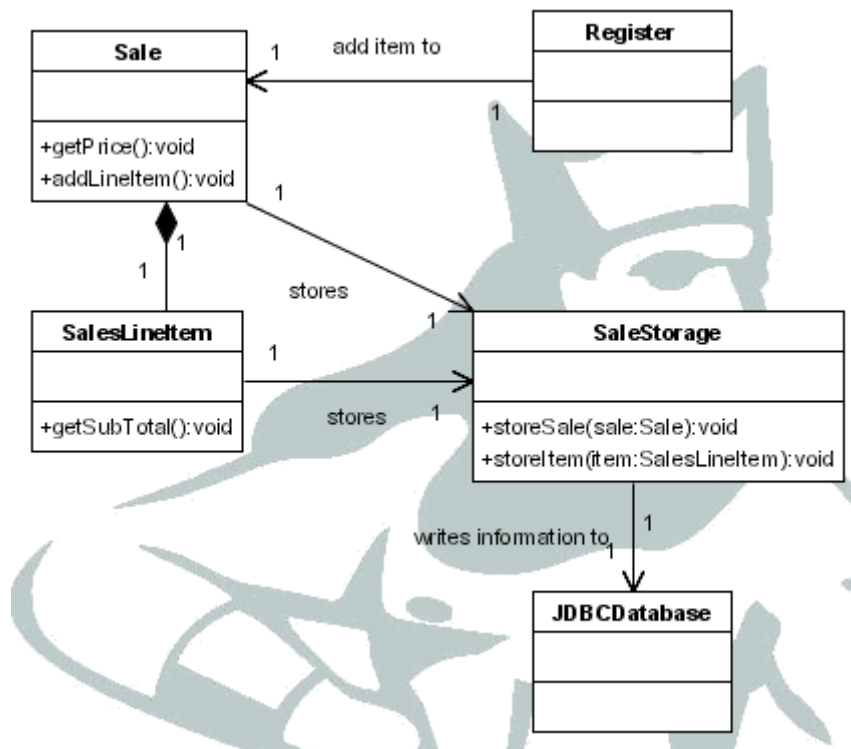 Sale
+getPrice():void
+addLineItem():void
1
add item to
1
Register
1
stores
1
1
1
SalesLineItem
+getSubTotal():void
1
stores
1
SaleStorage
+storeSale(sale:Sale):void
+storeItem(item:SalesLineItem):void
1
writes information to
1
JDBCDatabase